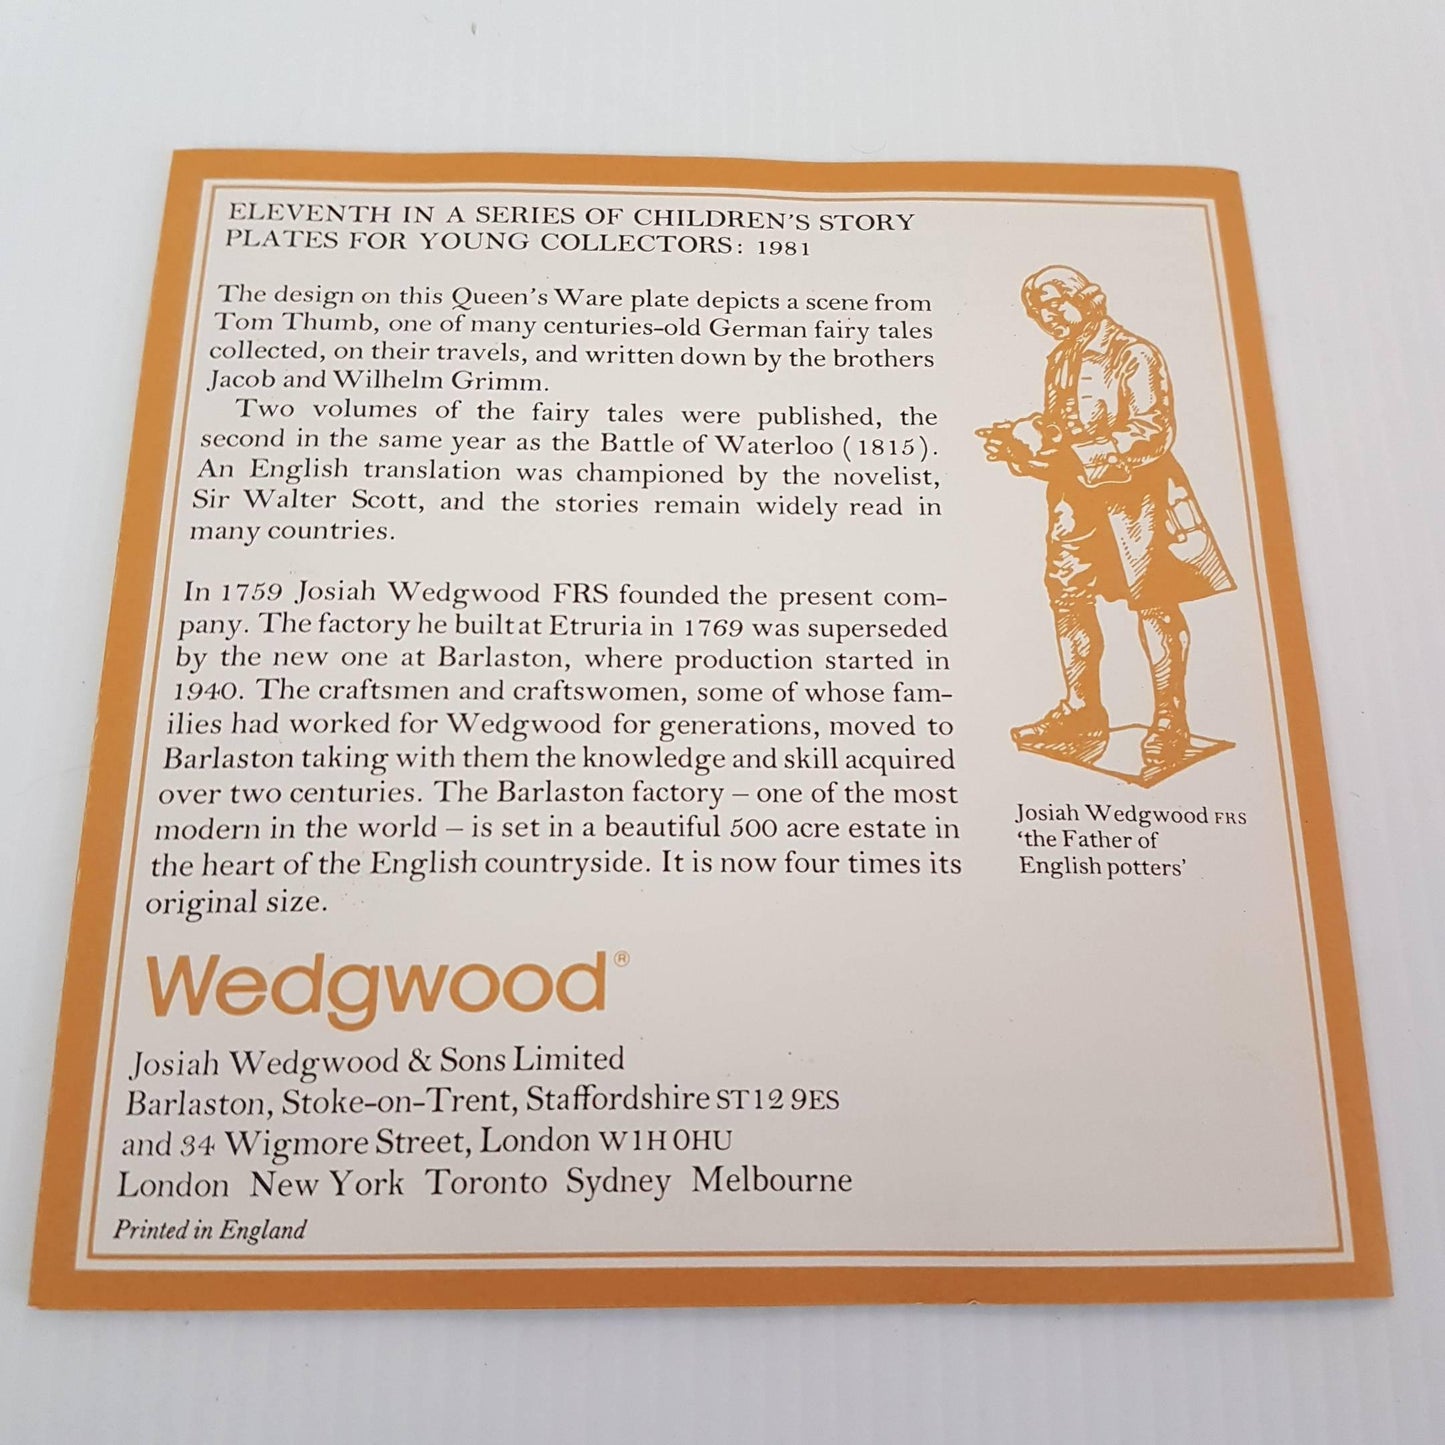 ELEVENTH IN A SERIES OF CHILDREN'S STORY
PLATES FOR YOUNG COLLECTORS: 1981
The design on this Queen's Ware plate depicts a scene from
Tom Thumb, one of many centuries-old German fairy tales
collected, on their travels, and written down by the brothers
Jacob and Wilhelm Grimm.
Two volumes of the fairy tales were published, the
second in the same year as the Battle of Waterloo (1815).
An English translation was championed by the novelist,
Sir Walter Scott, and the stories remain widely read in
many countries.
In 1759 Josiah Wedgwood FRS founded the present com-
pany. The factory he built at Etruria in 1769 was superseded
by the new one at Barlaston, where production started in
1940. The craftsmen and craftswomen, some of whose fam-
ilies had worked for Wedgwood for generations, moved to
Barlaston taking with them the knowledge and skill acquired
over two centuries. The Barlaston factory – one of the most
modern in the world – is set in a beautiful 500 acre estate in
the heart of the English countryside. It is now four times its
original size.
Josiah Wedgwood FRS
'the Father of
English potters'
Wedgwood®
Josiah Wedgwood & Sons Limited
Barlaston, Stoke-on-Trent, Staffordshire ST12 9ES
and 34 Wigmore Street, London W1H 0HU
London New York Toronto Sydney Melbourne
Printed in England